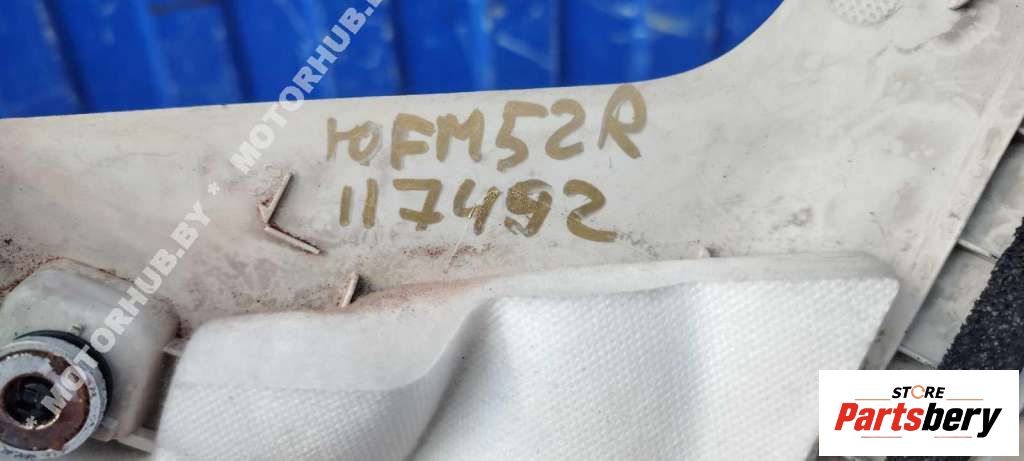 ЮFM52R
117492
* MOTORHUB.BY * MOTORHUB.BY
STORE
Partsbery